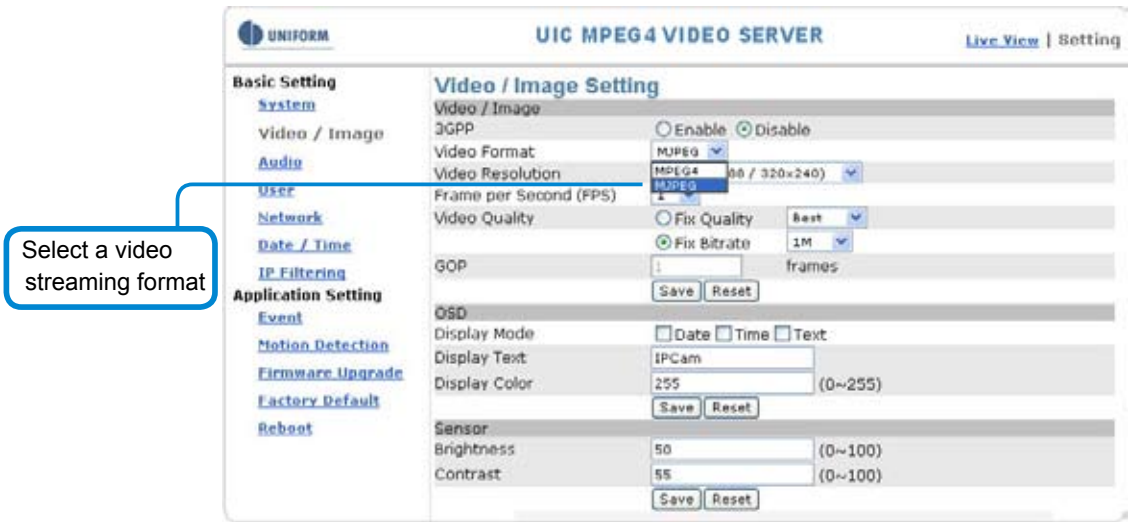 UNIFORM
UIC MPEG4 VIDEO SERVER
Live View | Setting
Basic Setting
System
Video / Image
Audio
User
Network
Date / Time
IP Filtering
Application Setting
Event
Motion Detection
Firmware Upgrade
Factory Default
Reboot
Select a video
streaming format
Video / Image Setting
Video / Image
3GPP Enable Disable
Video Format MJPEG
MPEG4
MJPEG
Video Resolution / 320x240)
Frame per Second (FPS) 1
Video Quality Fix Quality Best
Fix Bitrate 1M
GOP 1 frames
Save Reset
OSD
Display Mode Date Time Text
Display Text IPCam
Display Color 255 (0~255)
Save Reset
Sensor
Brightness 50 (0~100)
Contrast 55 (0~100)
Save Reset